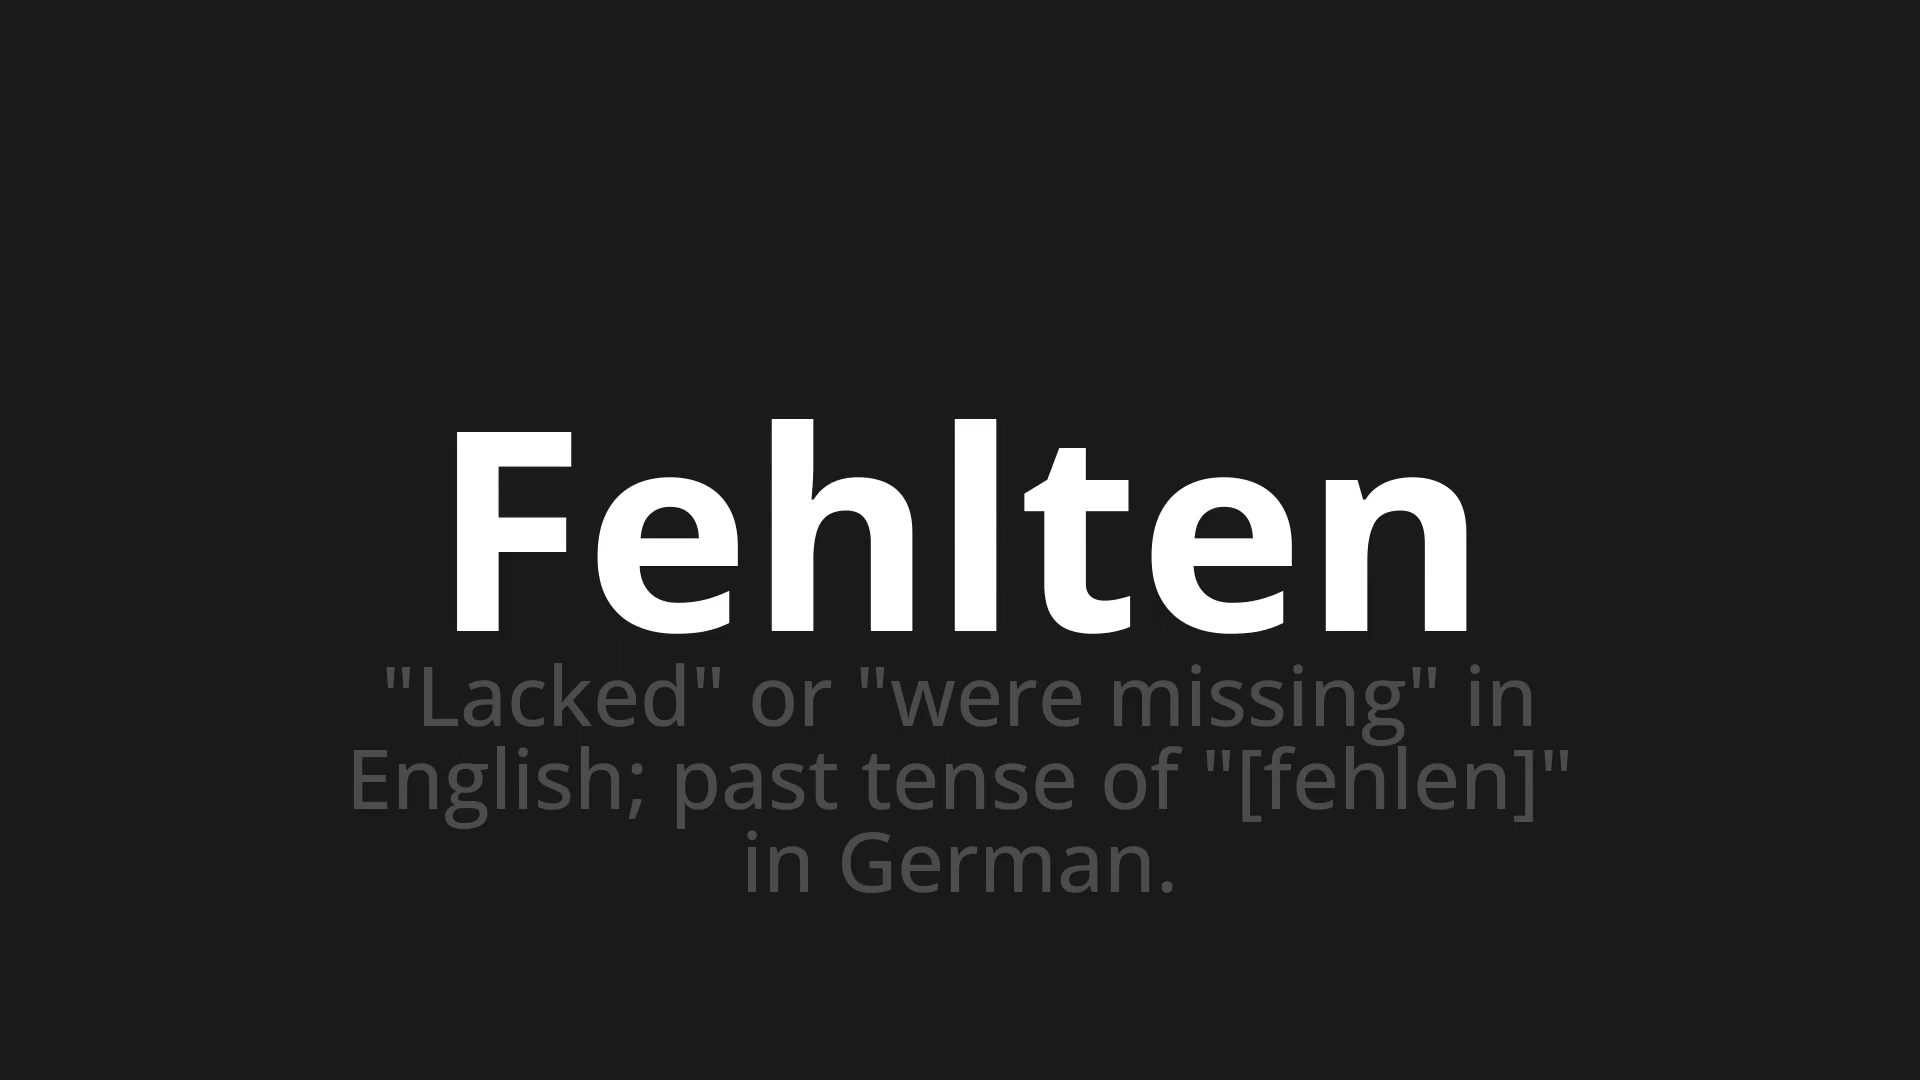 Fehlten
"Lacked" or "were missing" in
English; past tense of "[fehlen]"
in German.